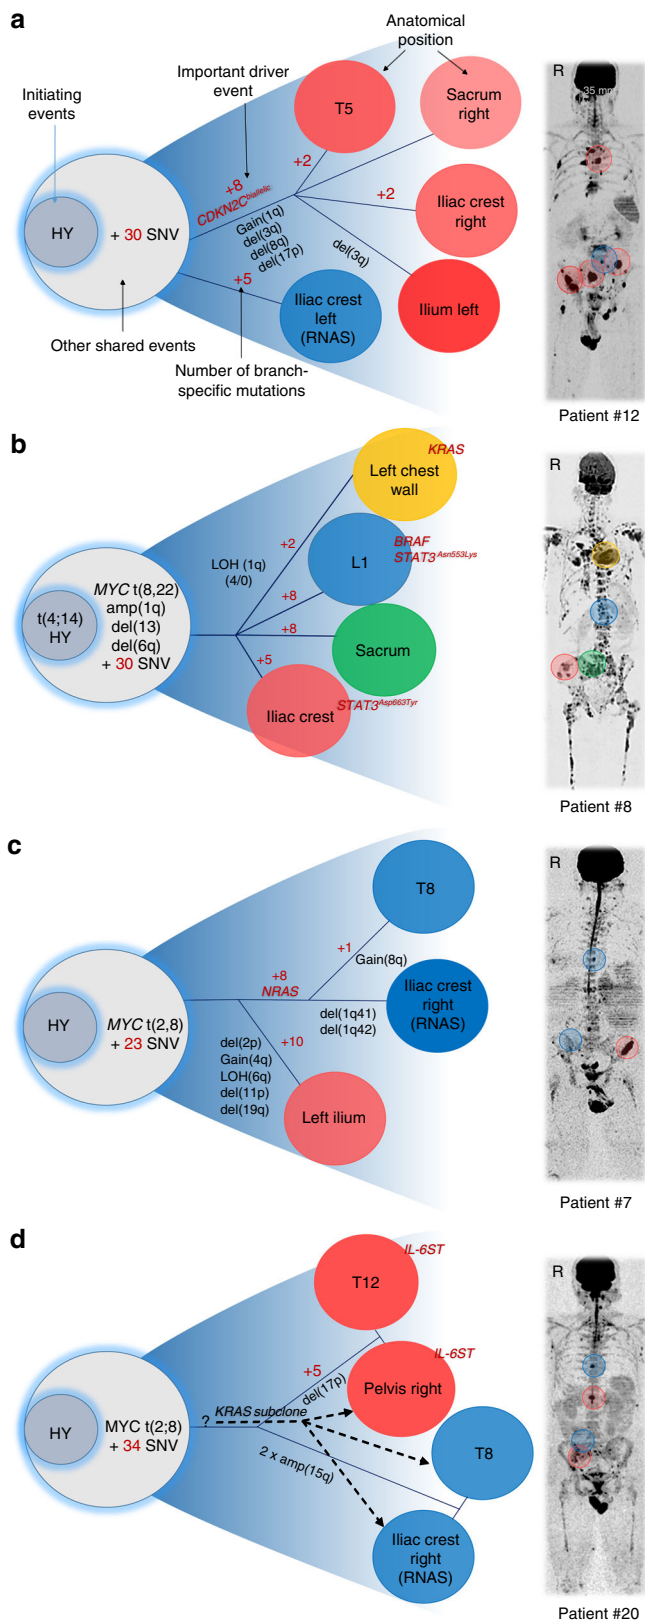 a
Anatomical
position
R
Important driver
event
Initiating
events
35 mm
T5
Sacrum
right
+2
+8
CDKN2C biallelic
+2
Iliac crest
right
HY
+ 30 SNV
Gain(1q)
del(3q)
del(8q)
del(17p)
del(3q)
+5
Iliac crest
left
(RNAS)
Ilium left
Other shared events
Number of branch-
specific mutations
Patient #12
b
KRAS
R
Left chest
wall
BRAF
STAT3 Asn553Lys
+2
LOH (1q)
(4/0)
L1
MYC t(8,22)
amp(1q)
del(13)
del(6q)
+ 30 SNV
t(4;14)
HY
+8
+8
Sacrum
+5
STAT3 Asp663Tyr
Iliac crest
Patient #8
c
R
T8
+1
Gain(8q)
+8
NRAS
Iliac crest
right
(RNAS)
HY
MYC t(2,8)
+ 23 SNV
del(1q41)
del(1q42)
del(2p)
Gain(4q)
LOH(6q)
del(11p)
del(19q)
+10
Left ilium
Patient #7
d
IL-6ST
R
T12
IL-6ST
+5
del(17p)
Pelvis right
KRAS subclone
?
HY
MYC t(2;8)
+ 34 SNV
T8
2 x amp(15q)
Iliac crest
right
(RNAS)
Patient #20